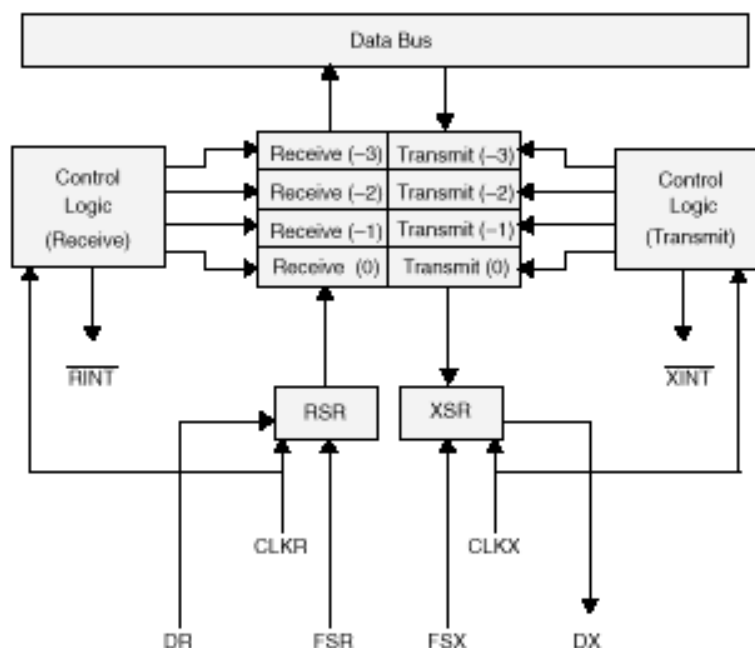 Data Bus
Control
Logic
(Receive)
Receive (–3)
Transmit (–3)
Receive (–2)
Transmit (–2)
Receive (–1)
Transmit (–1)
Receive (0)
Transmit (0)
Control
Logic
(Transmit)
RINT
XINT
RSR
XSR
CLKR
CLKX
DR
FSR
FSX
DX